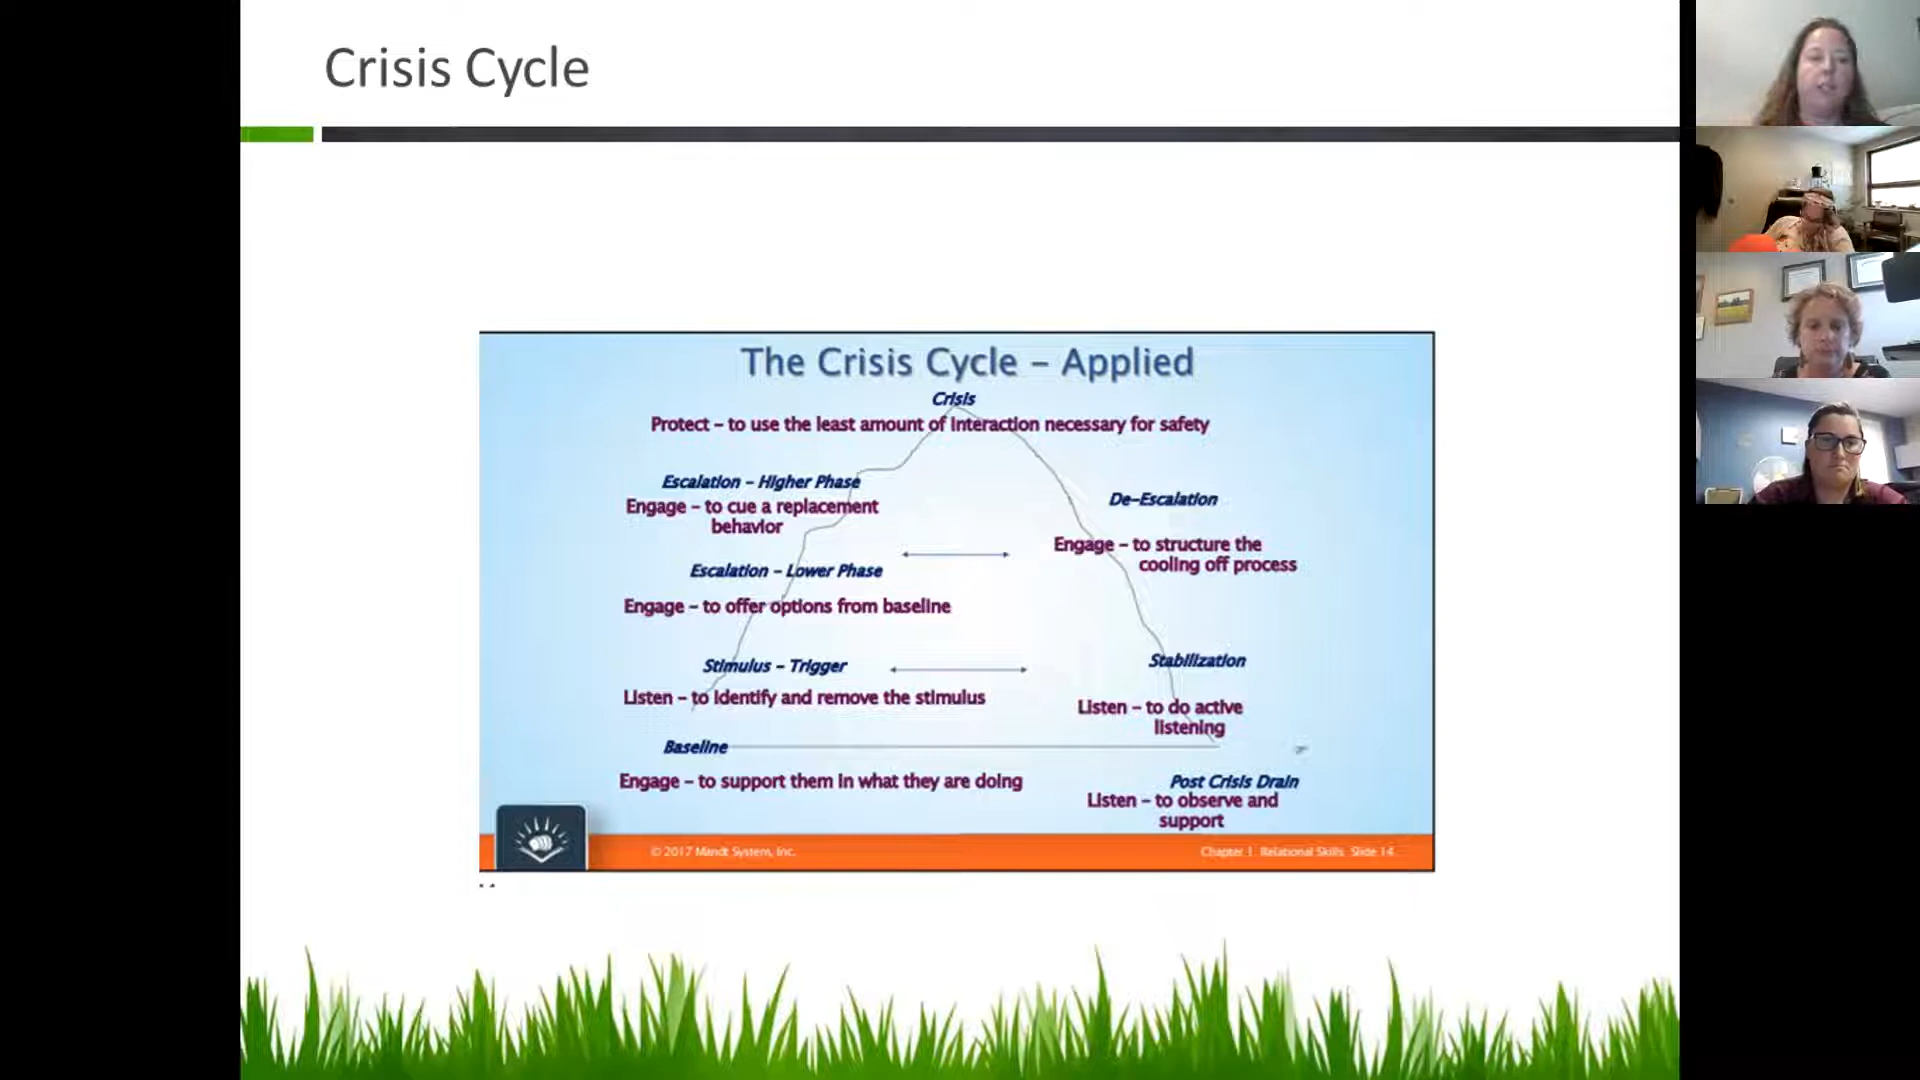 Crisis Cycle
The Crisis Cycle – Applied
Crisis
Protect – to use the least amount of interaction necessary for safety
Escalation – Higher Phase
Engage – to cue a replacement
behavior
De–Escalation
Engage – to structure the
cooling off process
Escalation – Lower Phase
Engage – to offer options from baseline
Stimulus – Trigger
Listen – to identify and remove the stimulus
Stabilization
Listen – to do active
listening
Baseline
Engage – to support them in what they are doing
Post Crisis Drain
Listen – to observe and
support
© 2017 Mandt System, Inc.
Chapter 1 Relational Skills Slide 14